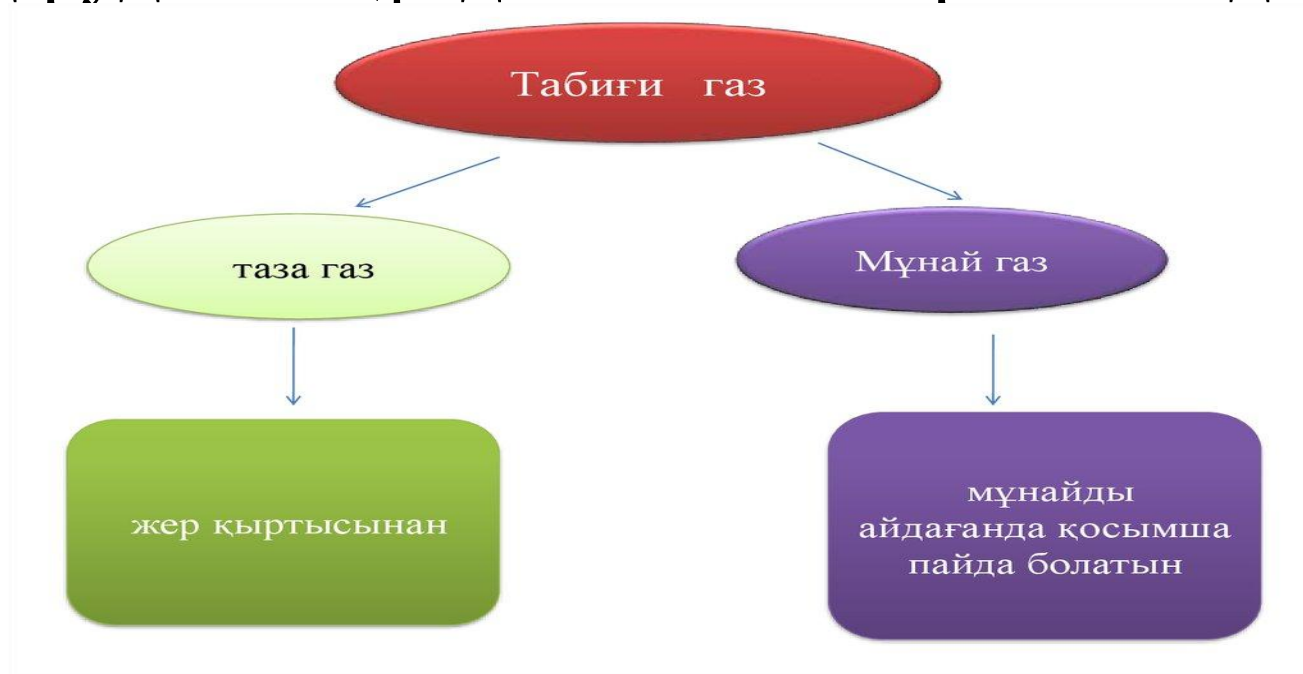 Табиғи газ
таза газ
Мұнай газ
жер қыртысынан
мұнайды
айдағанда қосымша
пайда болатын